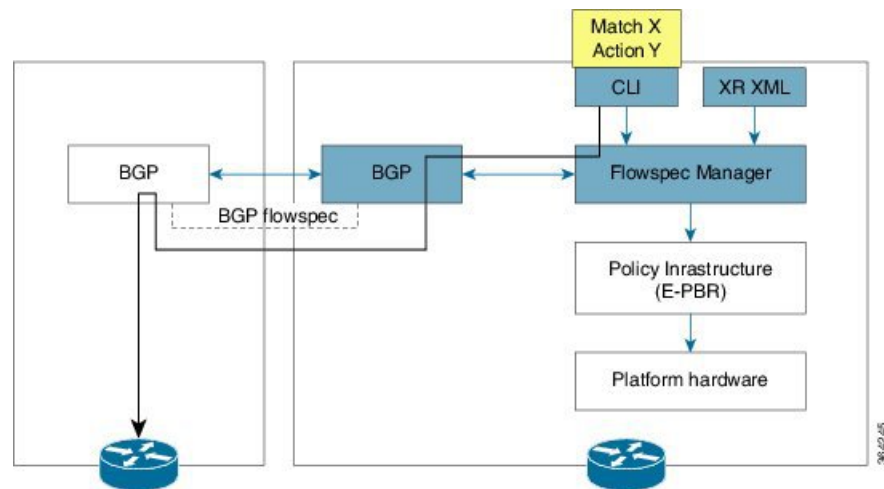 Match X
Action Y
CLI
XR XML
BGP
BGP
Flowspec Manager
BGP flowspec
Policy Inrastructure
(E-PBR)
Platform hardware